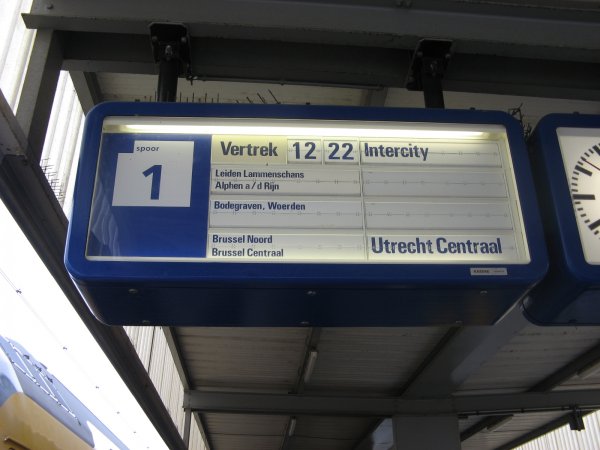 spoor
1
Vertrek 12 22 Intercity
Leiden Lammenschans
Alphen a/d Rijn
Bodegraven, Woerden
Brussel Noord
Brussel Centraal
Utrecht Centraal